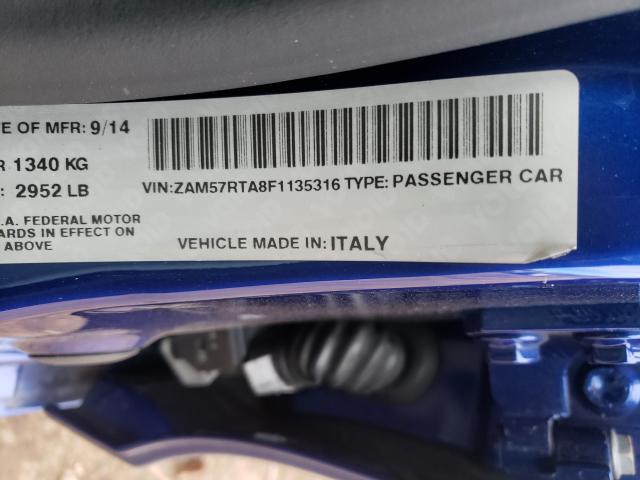 TE OF MFR: 9/14
R 1340 KG
: 2952 LB
VIN:ZAM57RTA8F1135316 TYPE: PASSENGER CAR
.A. FEDERAL MOTOR
ARDS IN EFFECT ON
ABOVE
VEHICLE MADE IN: ITALY